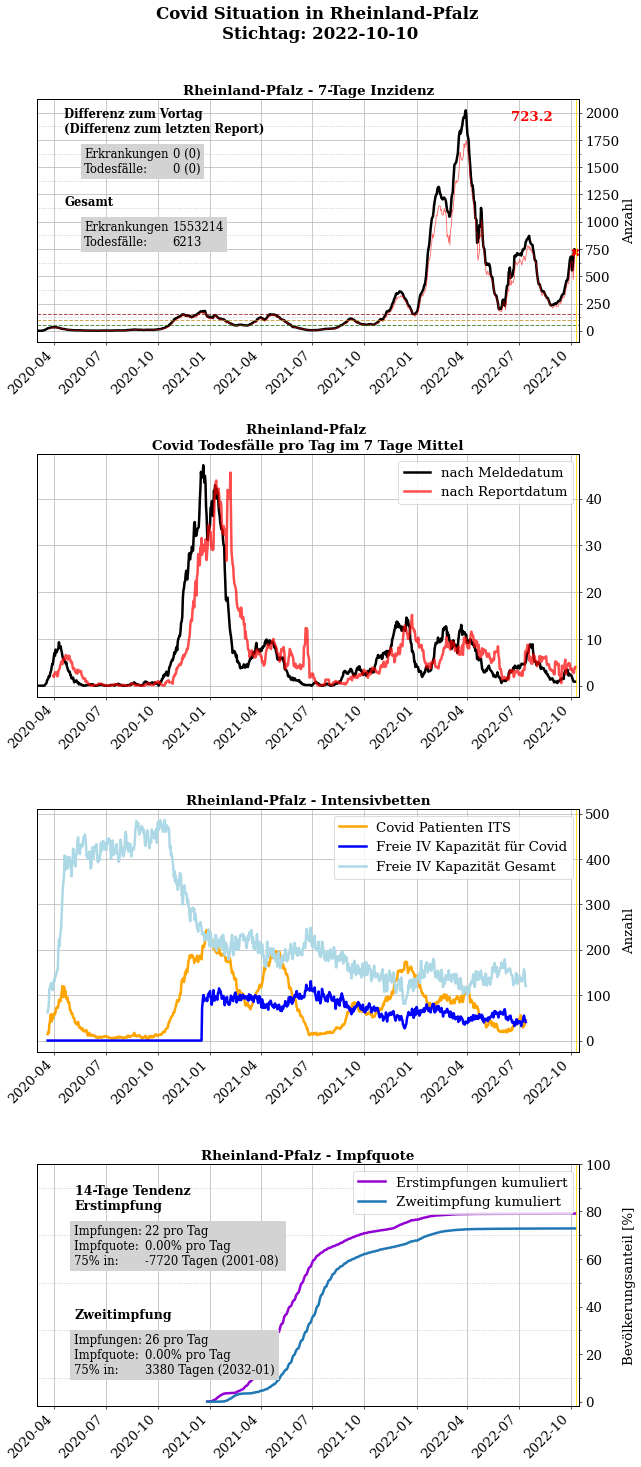 Covid Situation in Rheinland-Pfalz
Stichtag: 2022-10-10
Rheinland-Pfalz - 7-Tage Inzidenz
Differenz zum Vortag
(Differenz zum letzten Report)
Erkrankungen 0 (0)
Todesfälle: 0 (0)
Gesamt
Erkrankungen 1553214
Todesfälle: 6213
723.2
2000
1750
1500
1250
1000
750
500
250
0
Anzahl
2020-04 2020-07 2020-10 2021-01 2021-04 2021-07 2021-10 2022-01 2022-04 2022-07 2022-10
Rheinland-Pfalz
Covid Todesfälle pro Tag im 7 Tage Mittel
nach Meldedatum
nach Reportdatum
40
30
20
10
0
2020-04 2020-07 2020-10 2021-01 2021-04 2021-07 2021-10 2022-01 2022-04 2022-07 2022-10
Rheinland-Pfalz - Intensivbetten
Covid Patienten ITS
Freie IV Kapazität für Covid
Freie IV Kapazität Gesamt
500
400
300
200
100
0
Anzahl
2020-04 2020-07 2020-10 2021-01 2021-04 2021-07 2021-10 2022-01 2022-04 2022-07 2022-10
Rheinland-Pfalz - Impfquote
14-Tage Tendenz
Erstimpfung
Impfungen: 22 pro Tag
Impfquote: 0.00% pro Tag
75% in: -7720 Tagen (2001-08)
Zweitimpfung
Impfungen: 26 pro Tag
Impfquote: 0.00% pro Tag
75% in: 3380 Tagen (2032-01)
Erstimpfungen kumuliert
Zweitimpfung kumuliert
100
80
60
40
20
0
Bevölkerungsanteil [%]
2020-04 2020-07 2020-10 2021-01 2021-04 2021-07 2021-10 2022-01 2022-04 2022-07 2022-10